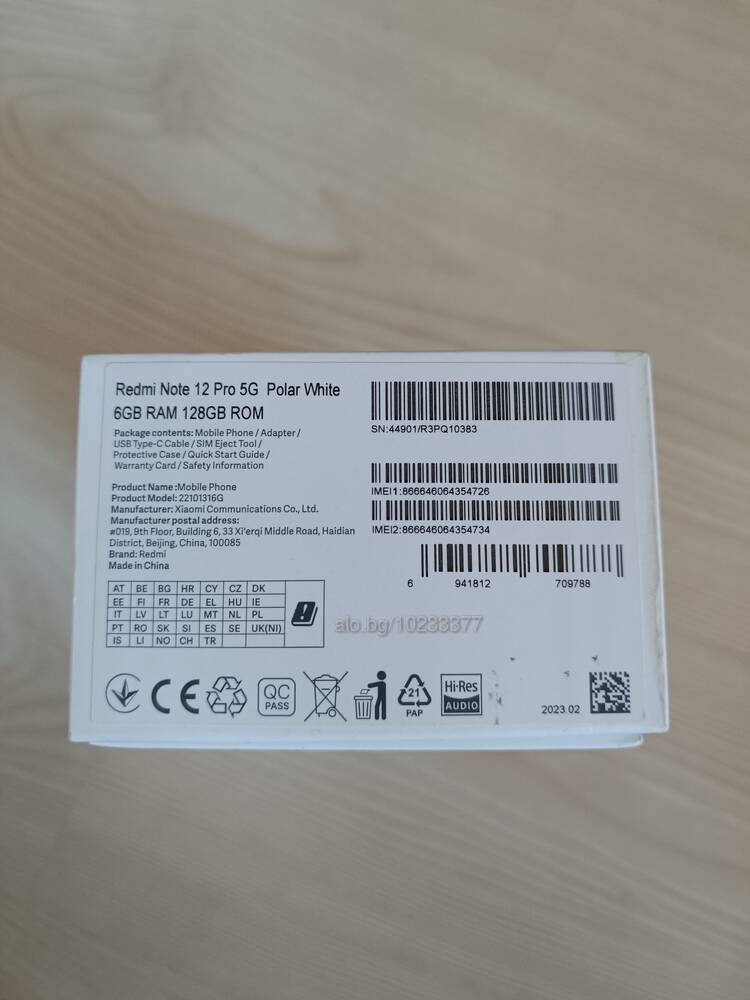 Redmi Note 12 Pro 5G Polar White
6GB RAM 128GB ROM
Package contents: Mobile Phone / Adapter /
USB Type-C Cable / SIM Eject Tool /
Protective Case / Quick Start Guide /
Warranty Card / Safety Information
Product Name :Mobile Phone
Product Model: 22101316G
Manufacturer: Xiaomi Communications Co., Ltd.
Manufacturer postal address:
#019, 9th Floor, Building 6, 33 Xi'erqi Middle Road, Haidian
District, Beijing, China, 100085
Brand: Redmi
Made in China
SN:44901/R3PQ10383
IMEI1:866646064354726
IMEI2:866646064354734
6 941812 709788
AT BE BG HR CY CZ DK
EE FI FR DE EL HU IE
IT LV LT LU MT NL PL
PT RO SK SI ES SE UK(NI)
IS LI NO CH TR
alo.bg/10233377
CE
QC
PASS
21
PAP
Hi-Res
AUDIO
2023.02